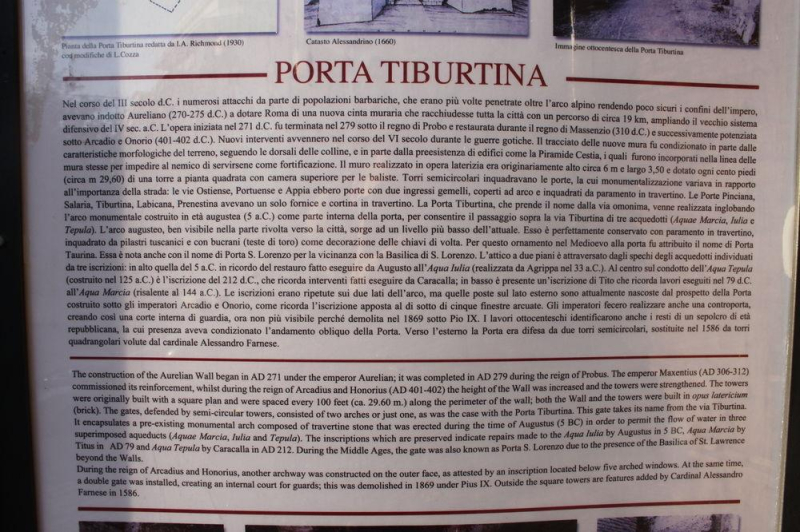 Pianta della Porta Tiburtina redatta da I.A. Richmond (1930)
con modifiche di L.Cozza
Catasto Alessandrino (1660)
Immagine ottocentesca della Porta Tiburtina
PORTA TIBURTINA
Nel corso del III secolo d.C. i numerosi attacchi da parte di popolazioni barbariche, che erano più volte penetrate oltre l'arco alpino rendendo poco sicuri i confini dell'impero,
avevano indotto Aureliano (270-275 d.C.) a dotare Roma di una nuova cinta muraria che racchiudesse tutta la città con un percorso di circa 19 km, ampliando il vecchio sistema
difensivo del IV sec. a.C. L'opera iniziata nel 271 d.C. fu terminata nel 279 sotto il regno di Probo e restaurata durante il regno di Massenzio (310 d.C.) e successivamente potenziata
sotto Arcadio e Onorio (401-402 d.C.). Nuovi interventi avvennero nel corso del VI secolo durante le guerre gotiche. Il tracciato delle nuove mura fu condizionato in parte dalle
caratteristiche morfologiche del terreno, seguendo le dorsali delle colline, e in parte dalla preesistenza di edifici come la Piramide Cestia, i quali furono incorporati nella linea delle
mura stesse per impedire al nemico di servirsene come fortificazione. Il muro realizzato in opera laterizia era originariamente alto circa 6 m e largo 3,50 e dotato ogni cento piedi
(circa m 29,60) di una torre a pianta quadrata con camera superiore per le baliste. Torri semicircolari inquadravano le porte, la cui monumentalizzazione variava in rapporto
all'importanza della strada: le vie Ostiense, Portuense e Appia ebbero porte con due ingressi gemelli, coperti ad arco e inquadrati da paramento in travertino. Le Porte Pinciana,
Salaria, Tiburtina, Labicana, Prenestina avevano un solo fornice e cortina in travertino. La Porta Tiburtina, che prende il nome dalla via omonima, venne realizzata inglobando
l'arco monumentale costruito in età augustea (5 a.C.) come parte interna della porta, per consentire il passaggio sopra la via Tiburtina di tre acquedotti (Aquae Marcia, Iulia e
Tepula). L'arco augusteo, ben visibile nella parte rivolta verso la città, sorge ad un livello più basso dell'attuale. Esso è perfettamente conservato con paramento in travertino,
inquadrato da pilastri tuscanici e con bucrani (teste di toro) come decorazione delle chiavi di volta. Per questo ornamento nel Medioevo alla porta fu attribuito il nome di Porta
Taurina. Essa è nota anche con il nome di Porta S. Lorenzo per la vicinanza con la Basilica di S. Lorenzo. L'attico a due piani è attraversato dagli spechi degli acquedotti individuati
da tre iscrizioni: in alto quella del 5 a.C. in ricordo del restauro fatto eseguire da Augusto all'Aqua Iulia (realizzata da Agrippa nel 33 a.C.). Al centro sul condotto dell'Aqua Tepula
(costruito nel 125 a.C.) è l'iscrizione del 212 d.C., che ricorda interventi fatti eseguire da Caracalla; in basso è presente un'iscrizione di Tito che ricorda lavori eseguiti nel 79 d.C.
all'Aqua Marcia (risalente al 144 a.C.). Le iscrizioni erano ripetute sui due lati dell'arco, ma quelle poste sul lato esterno sono attualmente nascoste dal prospetto della Porta
costruito sotto gli imperatori Arcadio e Onorio, come ricorda l'iscrizione apposta al di sotto di cinque finestre arcuate. Gli imperatori fecero realizzare anche una controporta,
creando così una corte interna di guardia, ora non più visibile perché demolita nel 1869 sotto Pio IX. I lavori ottocenteschi identificarono anche i resti di un sepolcro di età
repubblicana, la cui presenza aveva condizionato l'andamento obliquo della Porta. Verso l'esterno la Porta era difesa da due torri semicircolari, sostituite nel 1586 da torri
quadrangolari volute dal cardinale Alessandro Farnese.
The construction of the Aurelian Wall began in AD 271 under the emperor Aurelian; it was completed in AD 279 during the reign of Probus. The emperor Maxentius (AD 306-312)
commissioned its reinforcement, whilst during the reign of Arcadius and Honorius (AD 401-402) the height of the Wall was increased and the towers were strengthened. The towers
were originally built with a square plan and were spaced every 100 feet (ca. 29.60 m.) along the perimeter of the wall; both the Wall and the towers were built in opus latericium
(brick). The gates, defended by semi-circular towers, consisted of two arches or just one, as was the case with the Porta Tiburtina. This gate takes its name from the via Tiburtina.
It encapsulates a pre-existing monumental arch composed of travertine stone that was erected during the time of Augustus (5 BC) in order to permit the flow of water in three
superimposed aqueducts (Aquae Marcia, Iulia and Tepula). The inscriptions which are preserved indicate repairs made to the Aqua Iulia by Augustus in 5 BC, Aqua Marcia by
Titus in AD 79 and Aqua Tepula by Caracalla in AD 212. During the Middle Ages, the gate was also known as Porta S. Lorenzo due to the presence of the Basilica of St. Lawrence
beyond the Walls.
During the reign of Arcadius and Honorius, another archway was constructed on the outer face, as attested by an inscription located below five arched windows. At the same time,
a double gate was installed, creating an internal court for guards; this was demolished in 1869 under Pius IX. Outside the square towers are features added by Cardinal Alessandro
Farnese in 1586.